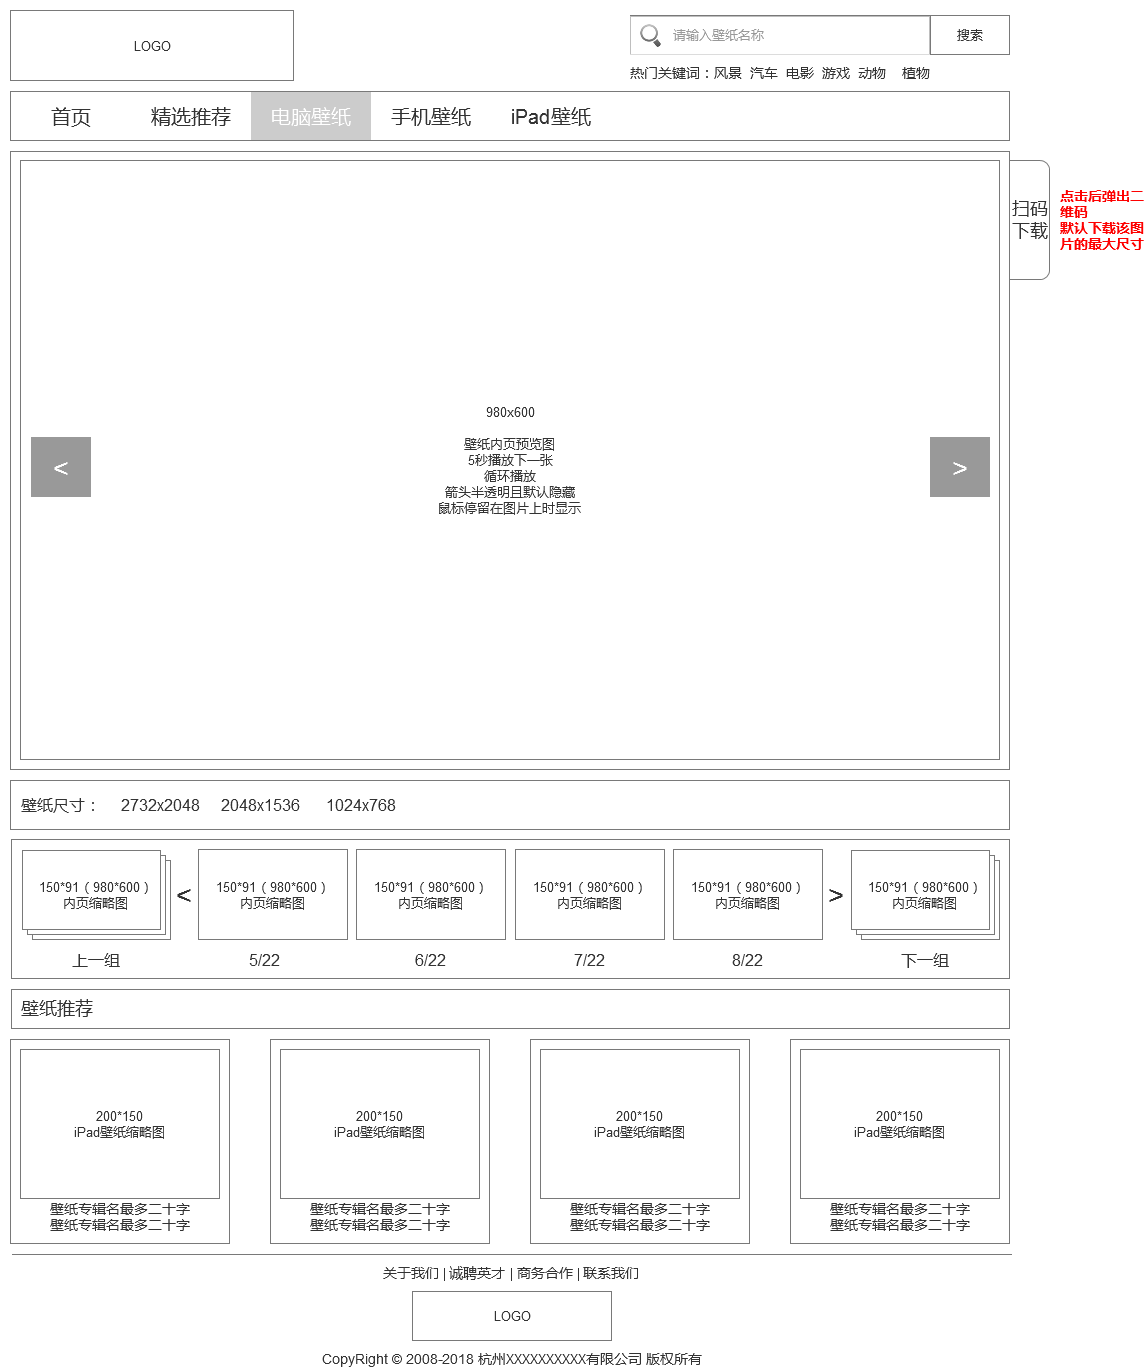 LOGO
请输入壁纸名称
搜索
热门关键词：风景 汽车 电影 游戏 动物 植物
首页 精选推荐 电脑壁纸 手机壁纸 iPad壁纸
扫码
下载
点击后弹出二
维码
默认下载该图
片的最大尺寸
980x600
壁纸内页预览图
5秒播放下一张
循环播放
箭头半透明且默认隐藏
鼠标停留在图片上时显示
< >
壁纸尺寸： 2732x2048 2048x1536 1024x768
150*91（980*600）
内页缩略图
上一组
<
150*91（980*600）
内页缩略图
5/22
150*91（980*600）
内页缩略图
6/22
150*91（980*600）
内页缩略图
7/22
150*91（980*600）
内页缩略图
8/22
>
150*91（980*600）
内页缩略图
下一组
壁纸推荐
200*150
iPad壁纸缩略图
壁纸专辑名最多二十字
壁纸专辑名最多二十字
200*150
iPad壁纸缩略图
壁纸专辑名最多二十字
壁纸专辑名最多二十字
200*150
iPad壁纸缩略图
壁纸专辑名最多二十字
壁纸专辑名最多二十字
200*150
iPad壁纸缩略图
壁纸专辑名最多二十字
壁纸专辑名最多二十字
关于我们 | 诚聘英才 | 商务合作 | 联系我们
LOGO
CopyRight © 2008-2018 杭州XXXXXXXXXX有限公司 版权所有